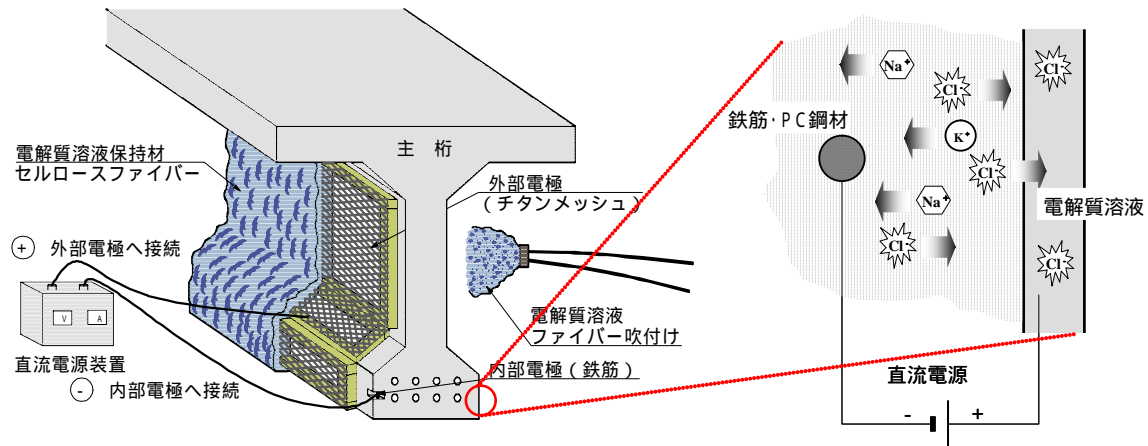 電解質溶液保持材
セルロースファイバー
+ 外部電極へ接続
V A
直流電源装置
- 内部電極へ接続
主 桁
外部電極
(チタンメッシュ)
電解質溶液
ファイバー吹付け
内部電極(鉄筋)
Na+
Cl-
Cl-
鉄筋・PC鋼材
K+
Cl-
Na+
Cl-
Cl-
電解質溶液
直流電源
- +